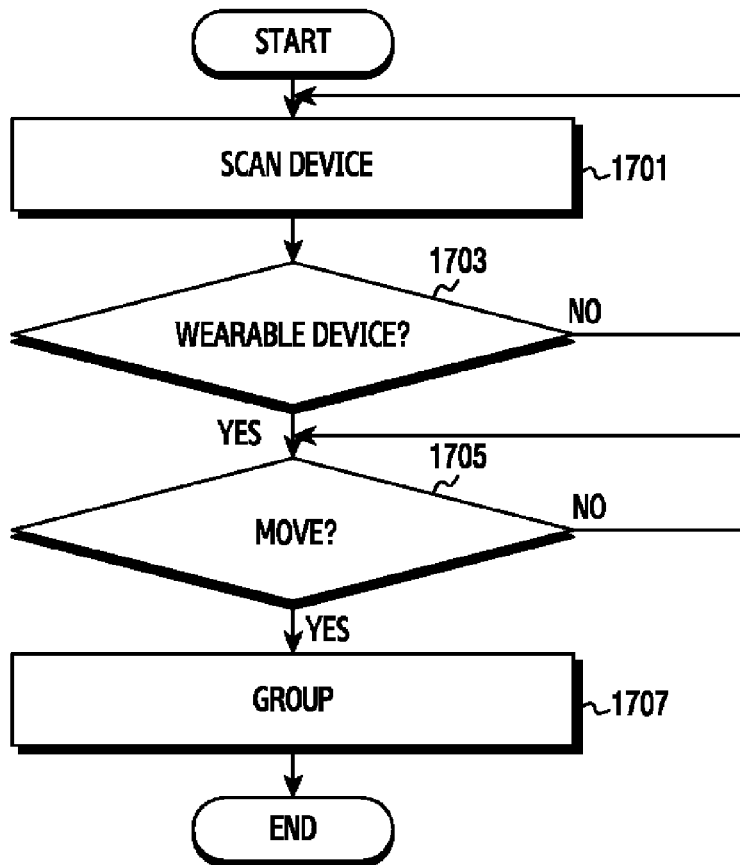 START
SCAN DEVICE
1701
1703
WEARABLE DEVICE?
NO
YES
1705
MOVE?
NO
YES
GROUP
1707
END